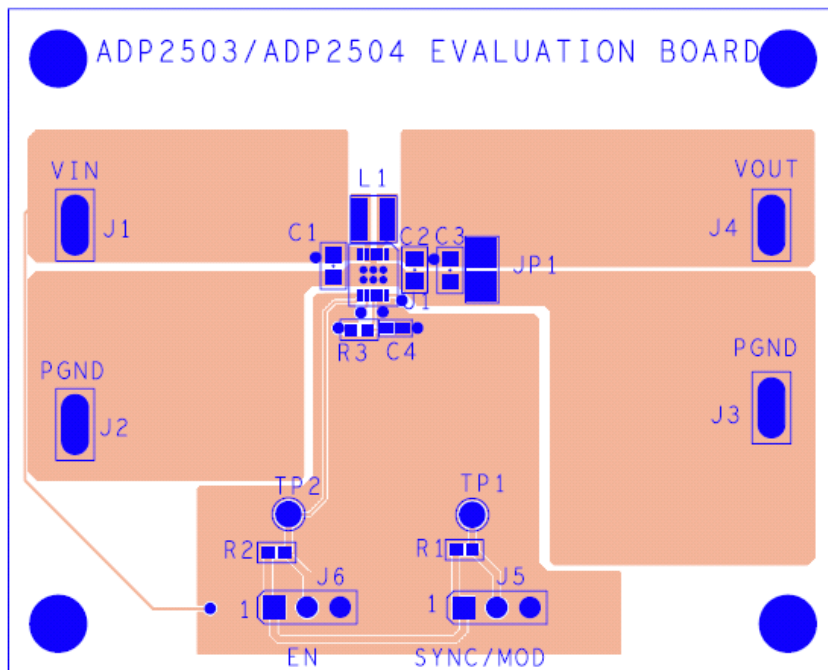 ADP2503/ADP2504 EVALUATION BOARD
VIN
L1
VOUT
J1
C1
C2
C3
J4
JP1
R3
C4
PGND
PGND
J2
J3
TP2
TP1
R2
R1
J6
J5
1
1
EN
SYNC/MOD